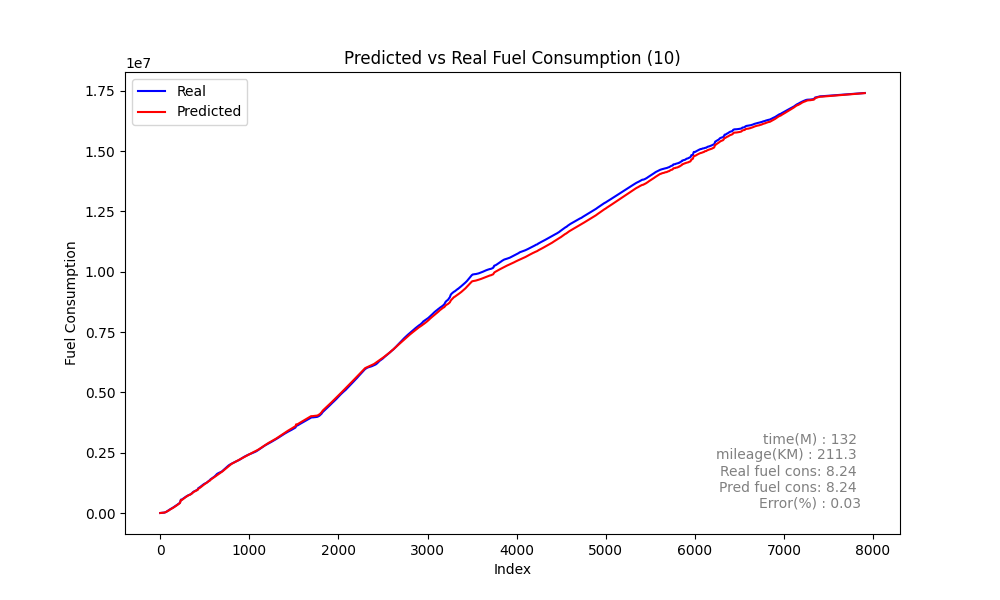 Predicted vs Real Fuel Consumption (10)
1e7
Real
Predicted
1.75
1.50
1.25
1.00
0.75
0.50
0.25
0.00
Fuel Consumption
time(M) : 132
mileage(KM) : 211.3
Real fuel cons: 8.24
Pred fuel cons: 8.24
Error(%) : 0.03
0 1000 2000 3000 4000 5000 6000 7000 8000
Index